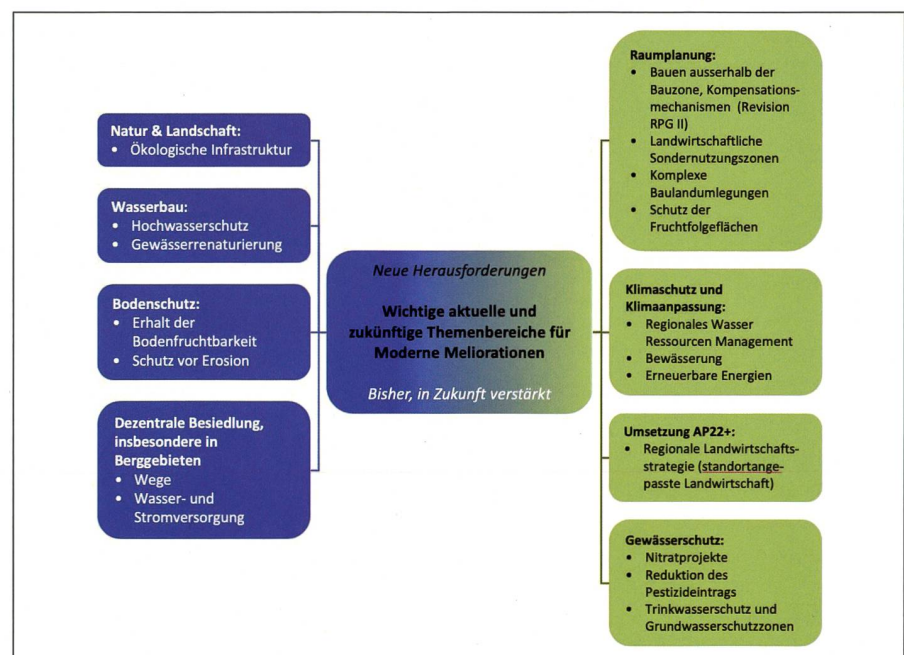 Natur & Landschaft:
• Ökologische Infrastruktur
Wasserbau:
• Hochwasserschutz
• Gewässerrenaturierung
Bodenschutz:
• Erhalt der
Bodenfruchtbarkeit
• Schutz vor Erosion
Dezentrale Besiedlung,
insbesondere in
Berggebieten
• Wege
• Wasser- und
Stromversorgung
Neue Herausforderungen
Wichtige aktuelle und
zukünftige Themenbereiche für
Moderne Meliorationen
Bisher, in Zukunft verstärkt
Raumplanung:
• Bauen ausserhalb der
Bauzone, Kompensations-
mechanismen (Revision
RPG II)
• Landwirtschaftliche
Sondernutzungszonen
• Komplexe
Baulandumlegungen
• Schutz der
Fruchtfolgeflächen
Klimaschutz und
Klimaanpassung:
• Regionales Wasser
Ressourcen Management
• Bewässerung
• Erneuerbare Energien
Umsetzung AP22+:
• Regionale Landwirtschafts-
strategie (standortange-
passte Landwirtschaft)
Gewässerschutz:
• Nitratprojekte
• Reduktion des
Pestizideintrags
• Trinkwasserschutz und
Grundwasserschutzzonen